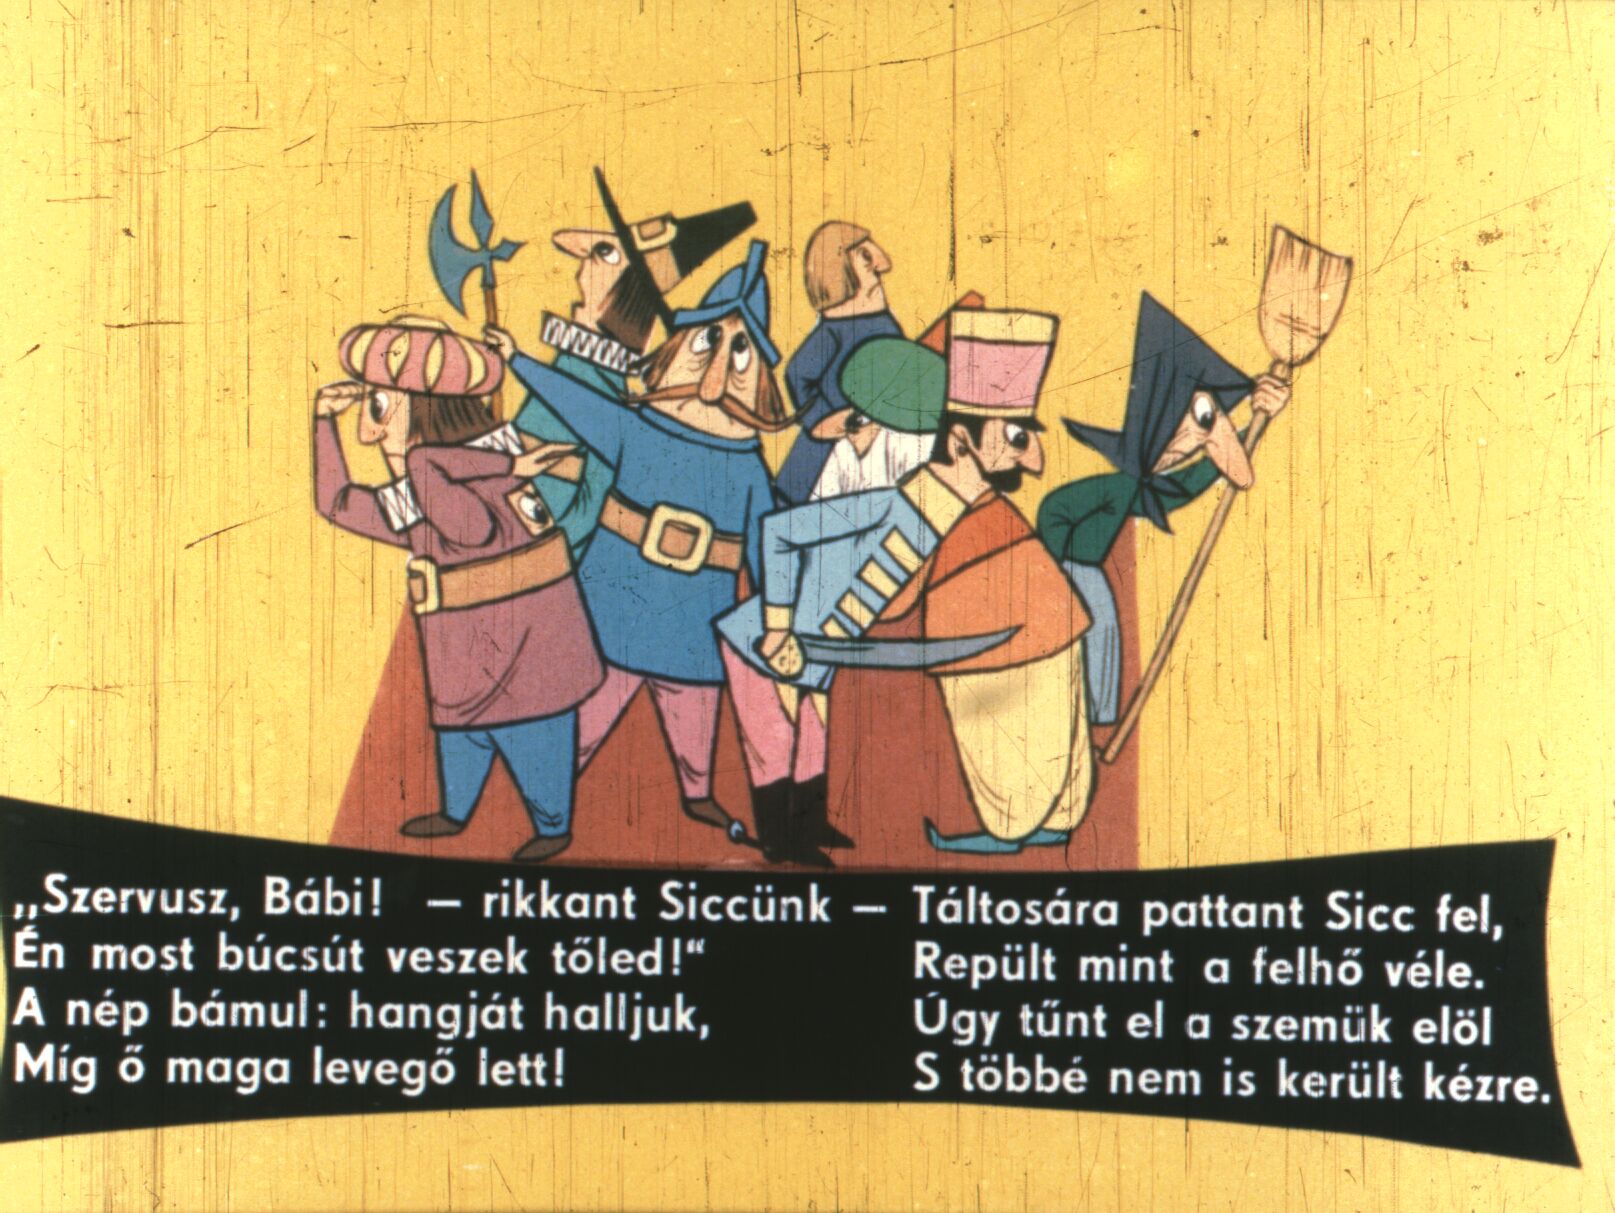 „Szervusz, Bábi! – rikkant Siccünk –
Én most búcsút veszek tőled!“
A nép bámul: hangját halljuk,
Míg ő maga levegő lett!
Táltosára pattant Sicc fel,
Repült mint a felhő véle.
Úgy tűnt el a szemük elöl
S többé nem is került kézre.